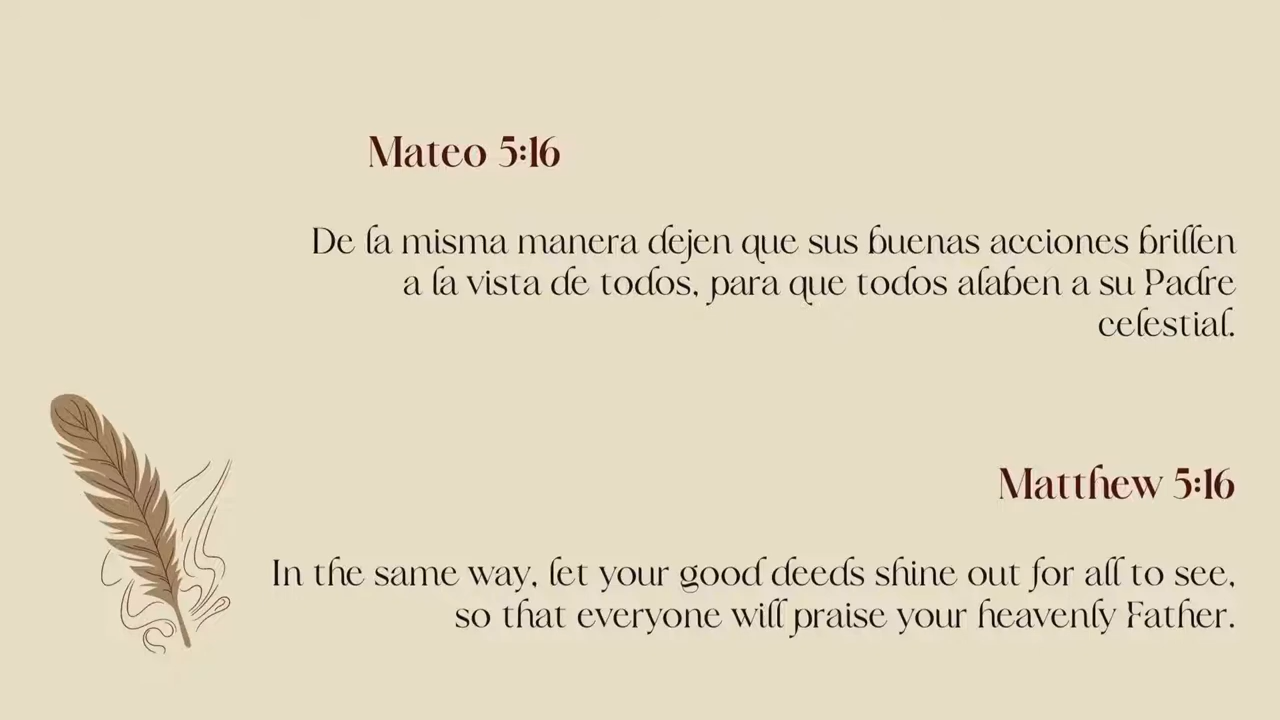 Mateo 5:16
De la misma manera dejen que sus buenas acciones brillen
a la vista de todos, para que todos alaben a su Padre
celestial.
Matthew 5:16
In the same way, let your good deeds shine out for all to see,
so that everyone will praise your heavenly Father.